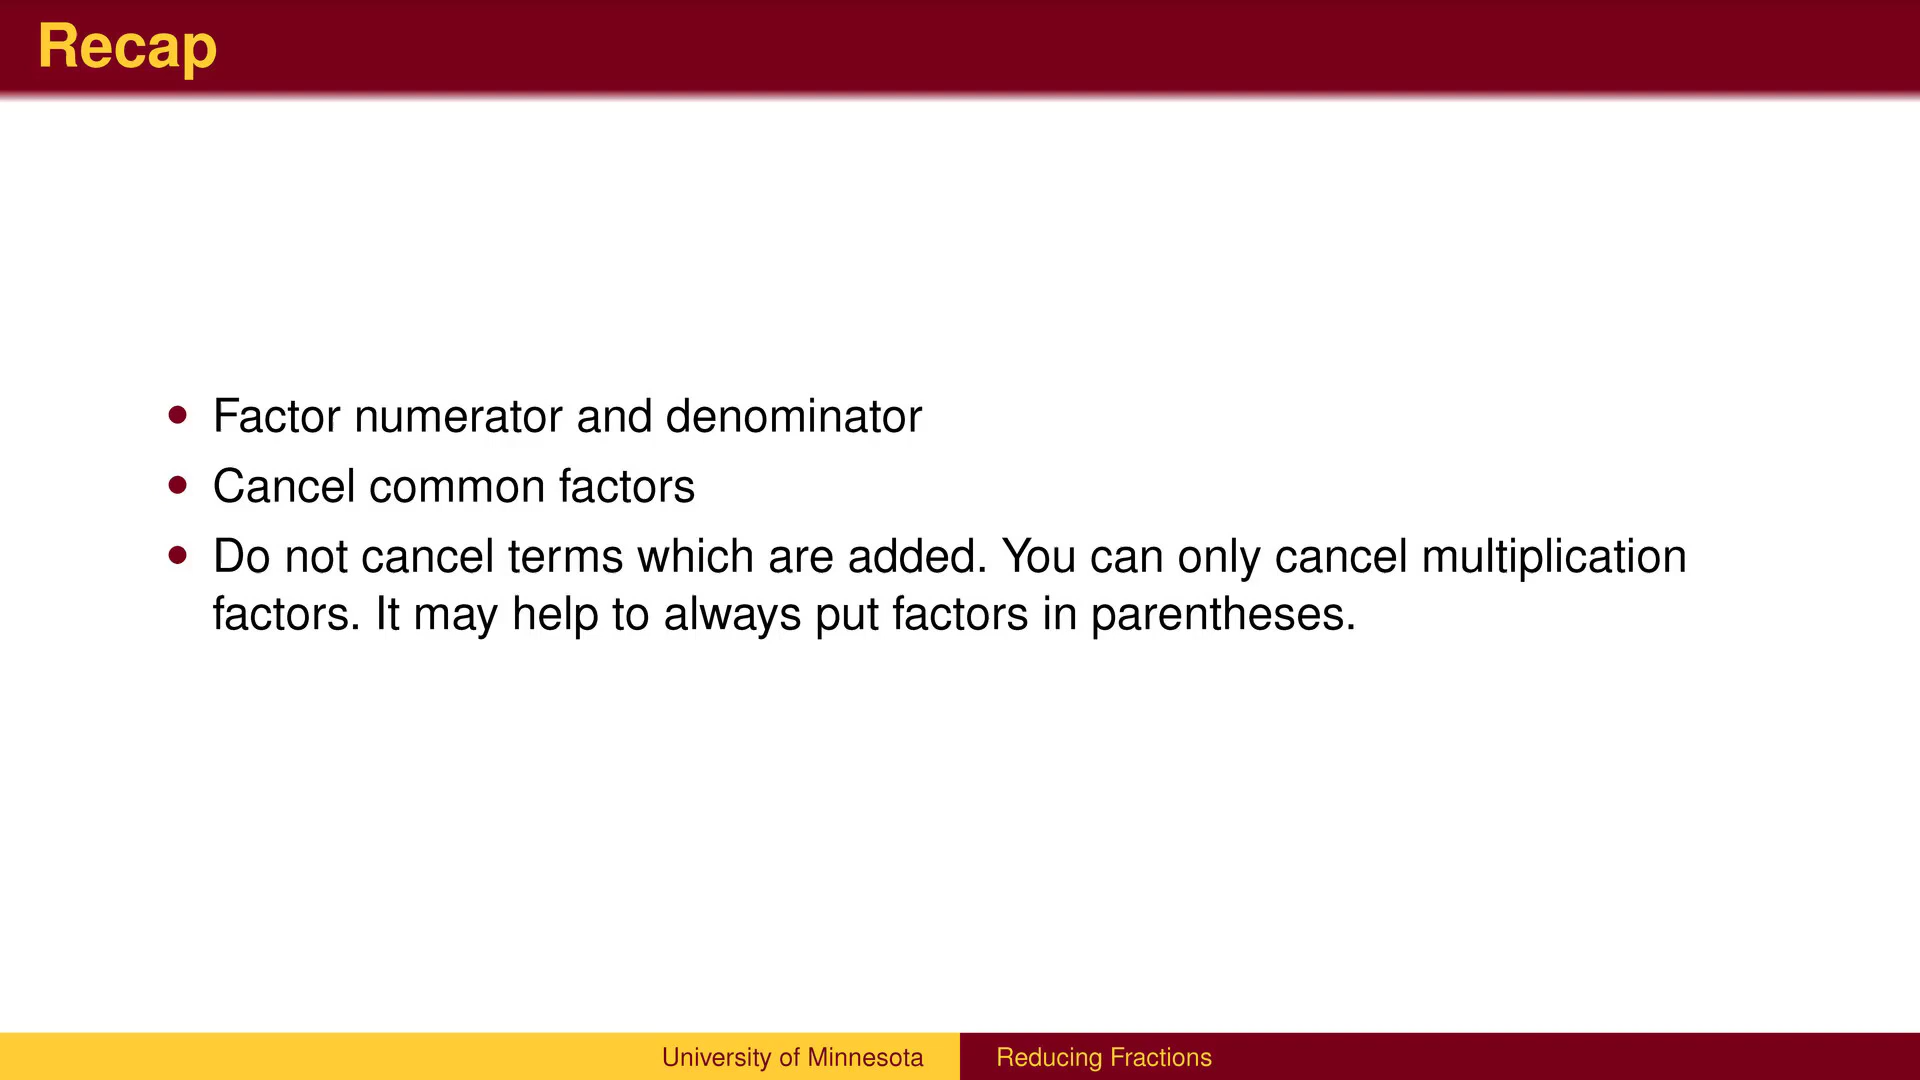 Recap
• Factor numerator and denominator
• Cancel common factors
• Do not cancel terms which are added. You can only cancel multiplication
factors. It may help to always put factors in parentheses.
University of Minnesota
Reducing Fractions